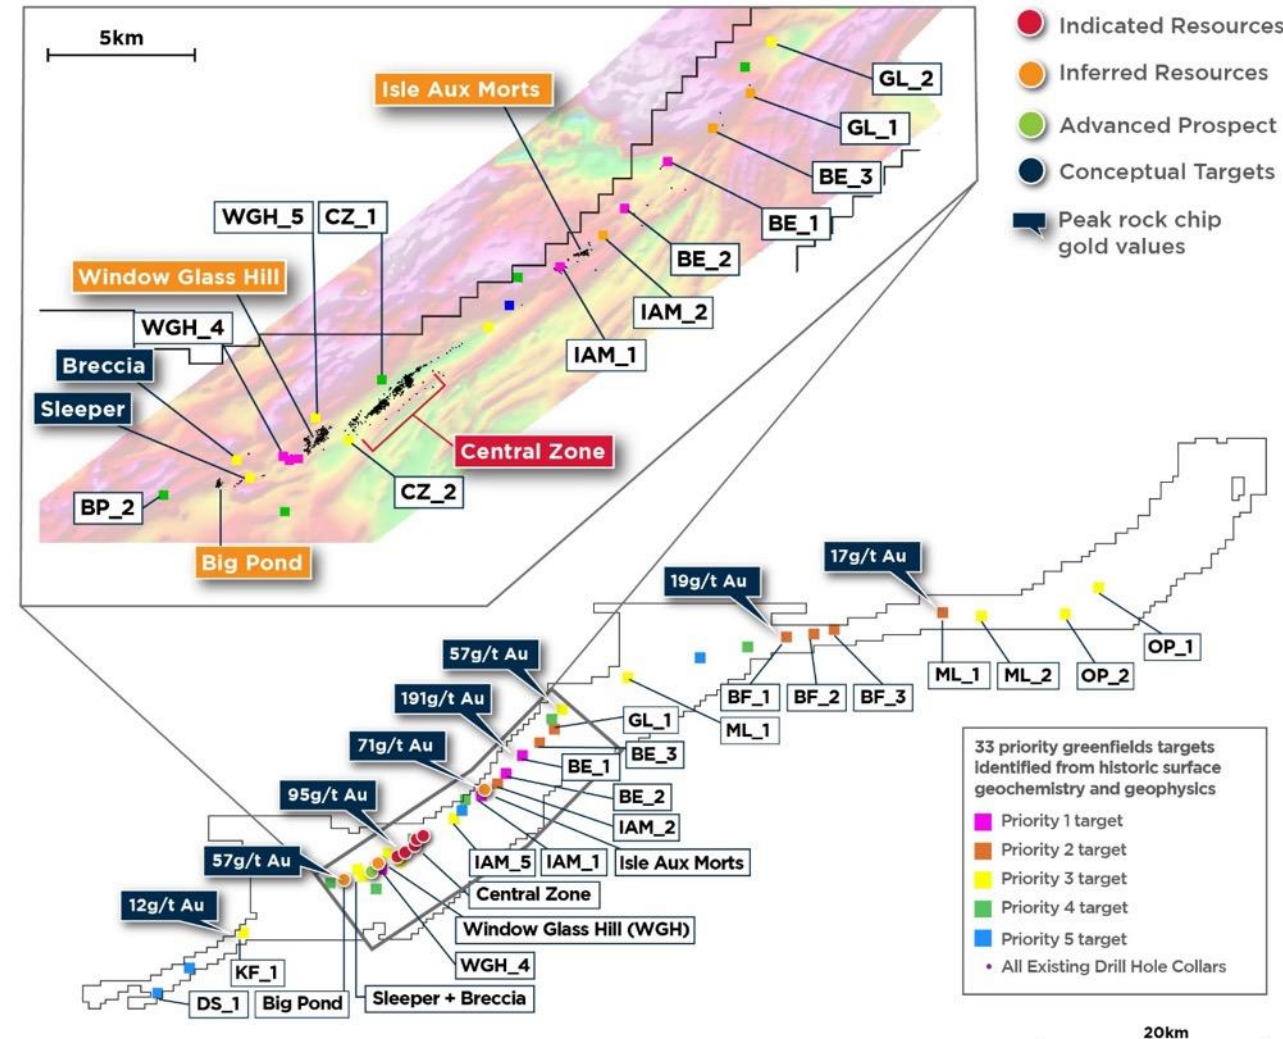 5km
Isle Aux Morts
GL_2
GL_1
BE_3
BE_1
BE_2
IAM_2
IAM_1
WGH_5
CZ_1
Window Glass Hill
WGH_4
Breccia
Sleeper
Central Zone
CZ_2
BP_2
Big Pond
Indicated Resources
Inferred Resources
Advanced Prospect
Conceptual Targets
Peak rock chip
gold values
17g/t Au
19g/t Au
57g/t Au
191g/t Au
71g/t Au
95g/t Au
57g/t Au
12g/t Au
OP_1
OP_2
ML_2
ML_1
BF_3
BF_2
BF_1
ML_1
GL_1
BE_3
BE_1
BE_2
IAM_2
Isle Aux Morts
IAM_1
IAM_5
Central Zone
Window Glass Hill (WGH)
WGH_4
Sleeper + Breccia
Big Pond
KF_1
DS_1
33 priority greenfields targets
identified from historic surface
geochemistry and geophysics
Priority 1 target
Priority 2 target
Priority 3 target
Priority 4 target
Priority 5 target
All Existing Drill Hole Collars
20km